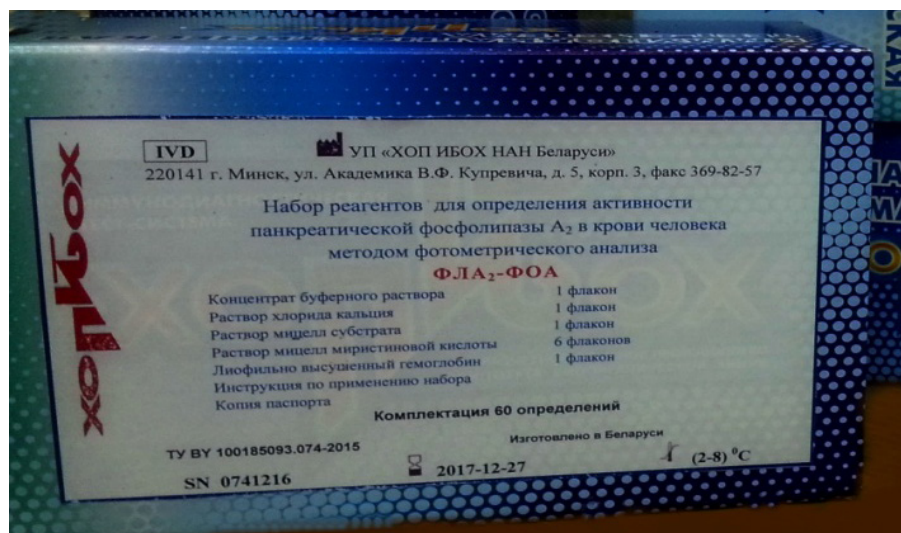 IVD
УП «ХОП ИБОХ НАН Беларуси»
220141 г. Минск, ул. Академика В.Ф. Купревича, д. 5, корп. 3, факс 369-82-57
Набор реагентов для определения активности
панкреатической фосфолипазы А₂ в крови человека
методом фотометрического анализа
ФЛА₂-ФОА
Концентрат буферного раствора 1 флакон
Раствор хлорида кальция 1 флакон
Раствор мицелл субстрата 1 флакон
Раствор мицелл миристиновой кислоты 6 флаконов
Лиофильно высушенный гемоглобин 1 флакон
Инструкция по применению набора
Копия паспорта
Комплектация 60 определений
ТУ BY 100185093.074-2015
Изготовлено в Беларуси
SN 0741216
2017-12-27
(2-8) ⁰C
ХОП ИБОХ
СКАЯ